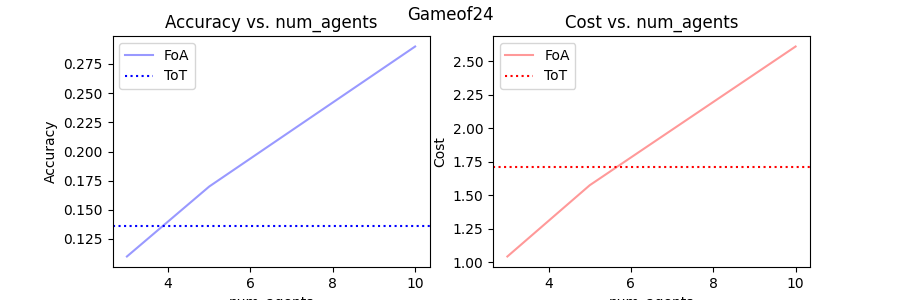 Gameof24
Accuracy vs. num_agents
Cost vs. num_agents
FoA
ToT
Accuracy
0.275
0.250
0.225
0.200
0.175
0.150
0.125
4
6
8
10
num_agents
FoA
ToT
Cost
2.50
2.25
2.00
1.75
1.50
1.25
1.00
4
6
8
10
num_agents